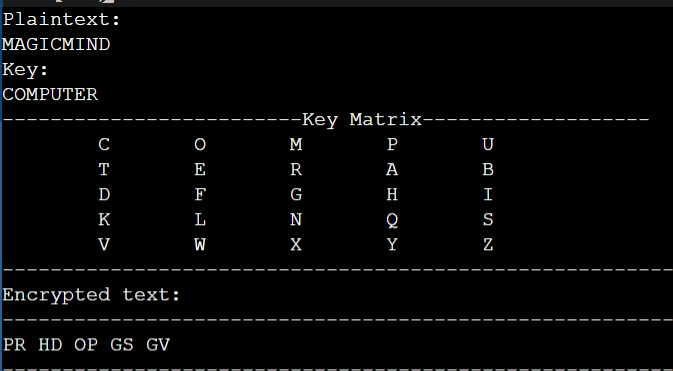 Plaintext:
MAGICMIND
Key:
COMPUTER
-------------------------Key Matrix-------------------
C O M P U
T E R A B
D F G H I
K L N Q S
V W X Y Z
--------------------------------------------------------
Encrypted text:
--------------------------------------------------------
PR HD OP GS GV
--------------------------------------------------------